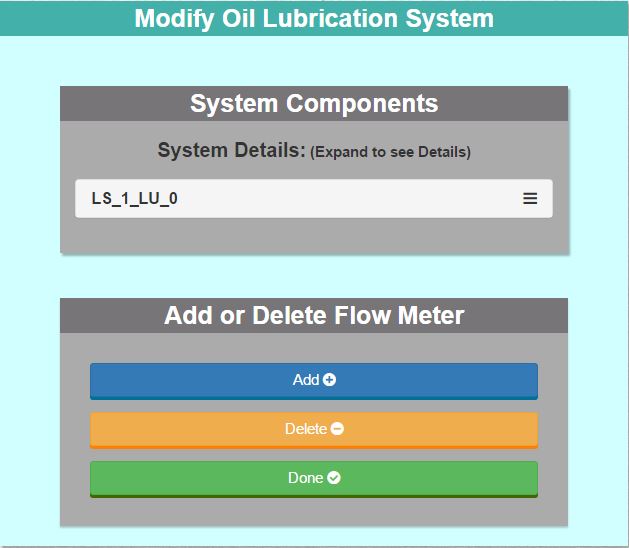 Modify Oil Lubrication System
System Components
System Details: (Expand to see Details)
LS_1_LU_0
Add or Delete Flow Meter
Add
Delete
Done